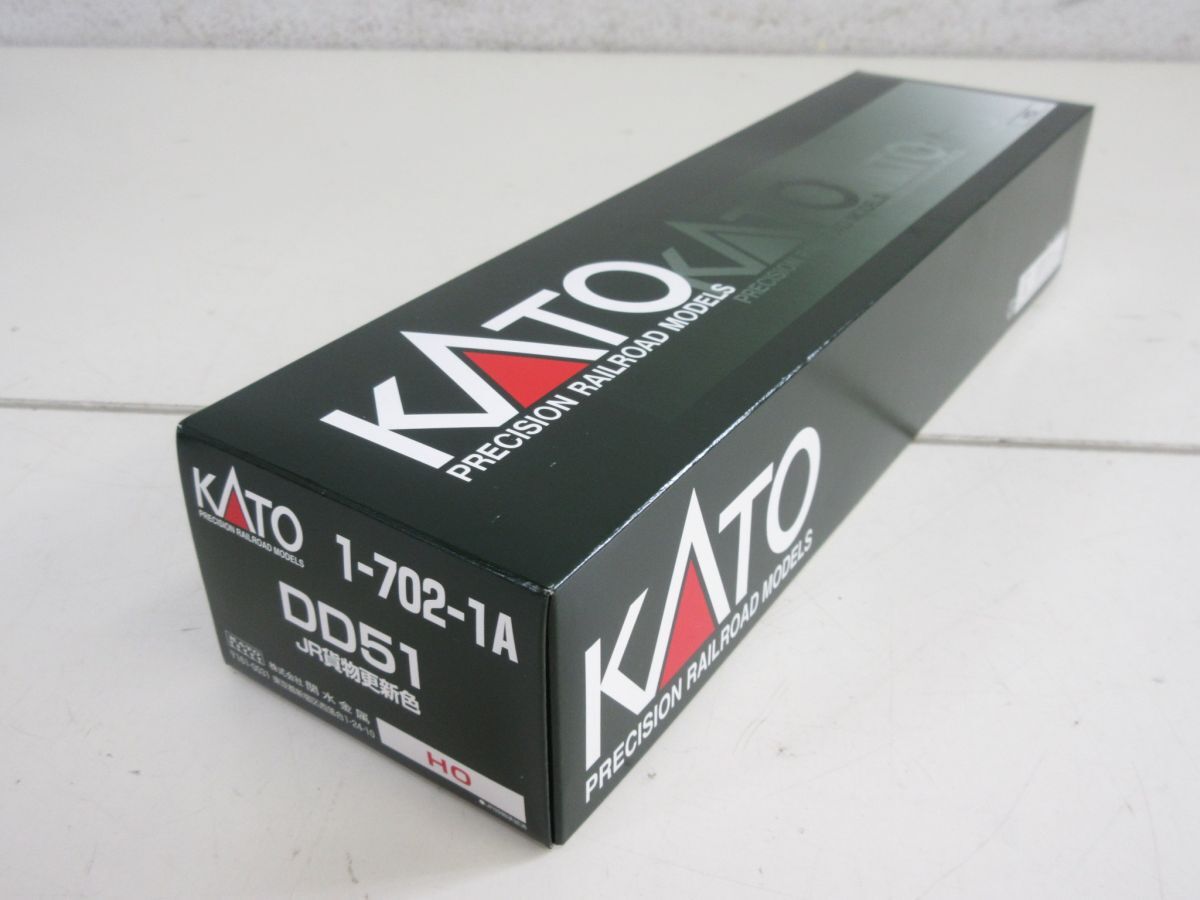 KATO
PRECISION RAILROAD MODELS
KATO
PRECISION RAILROAD MODELS
1-702-1A
DD51
JR貨物更新色
株式会社 関水金属
HO
KATO
PRECISION RAILROAD MODELS